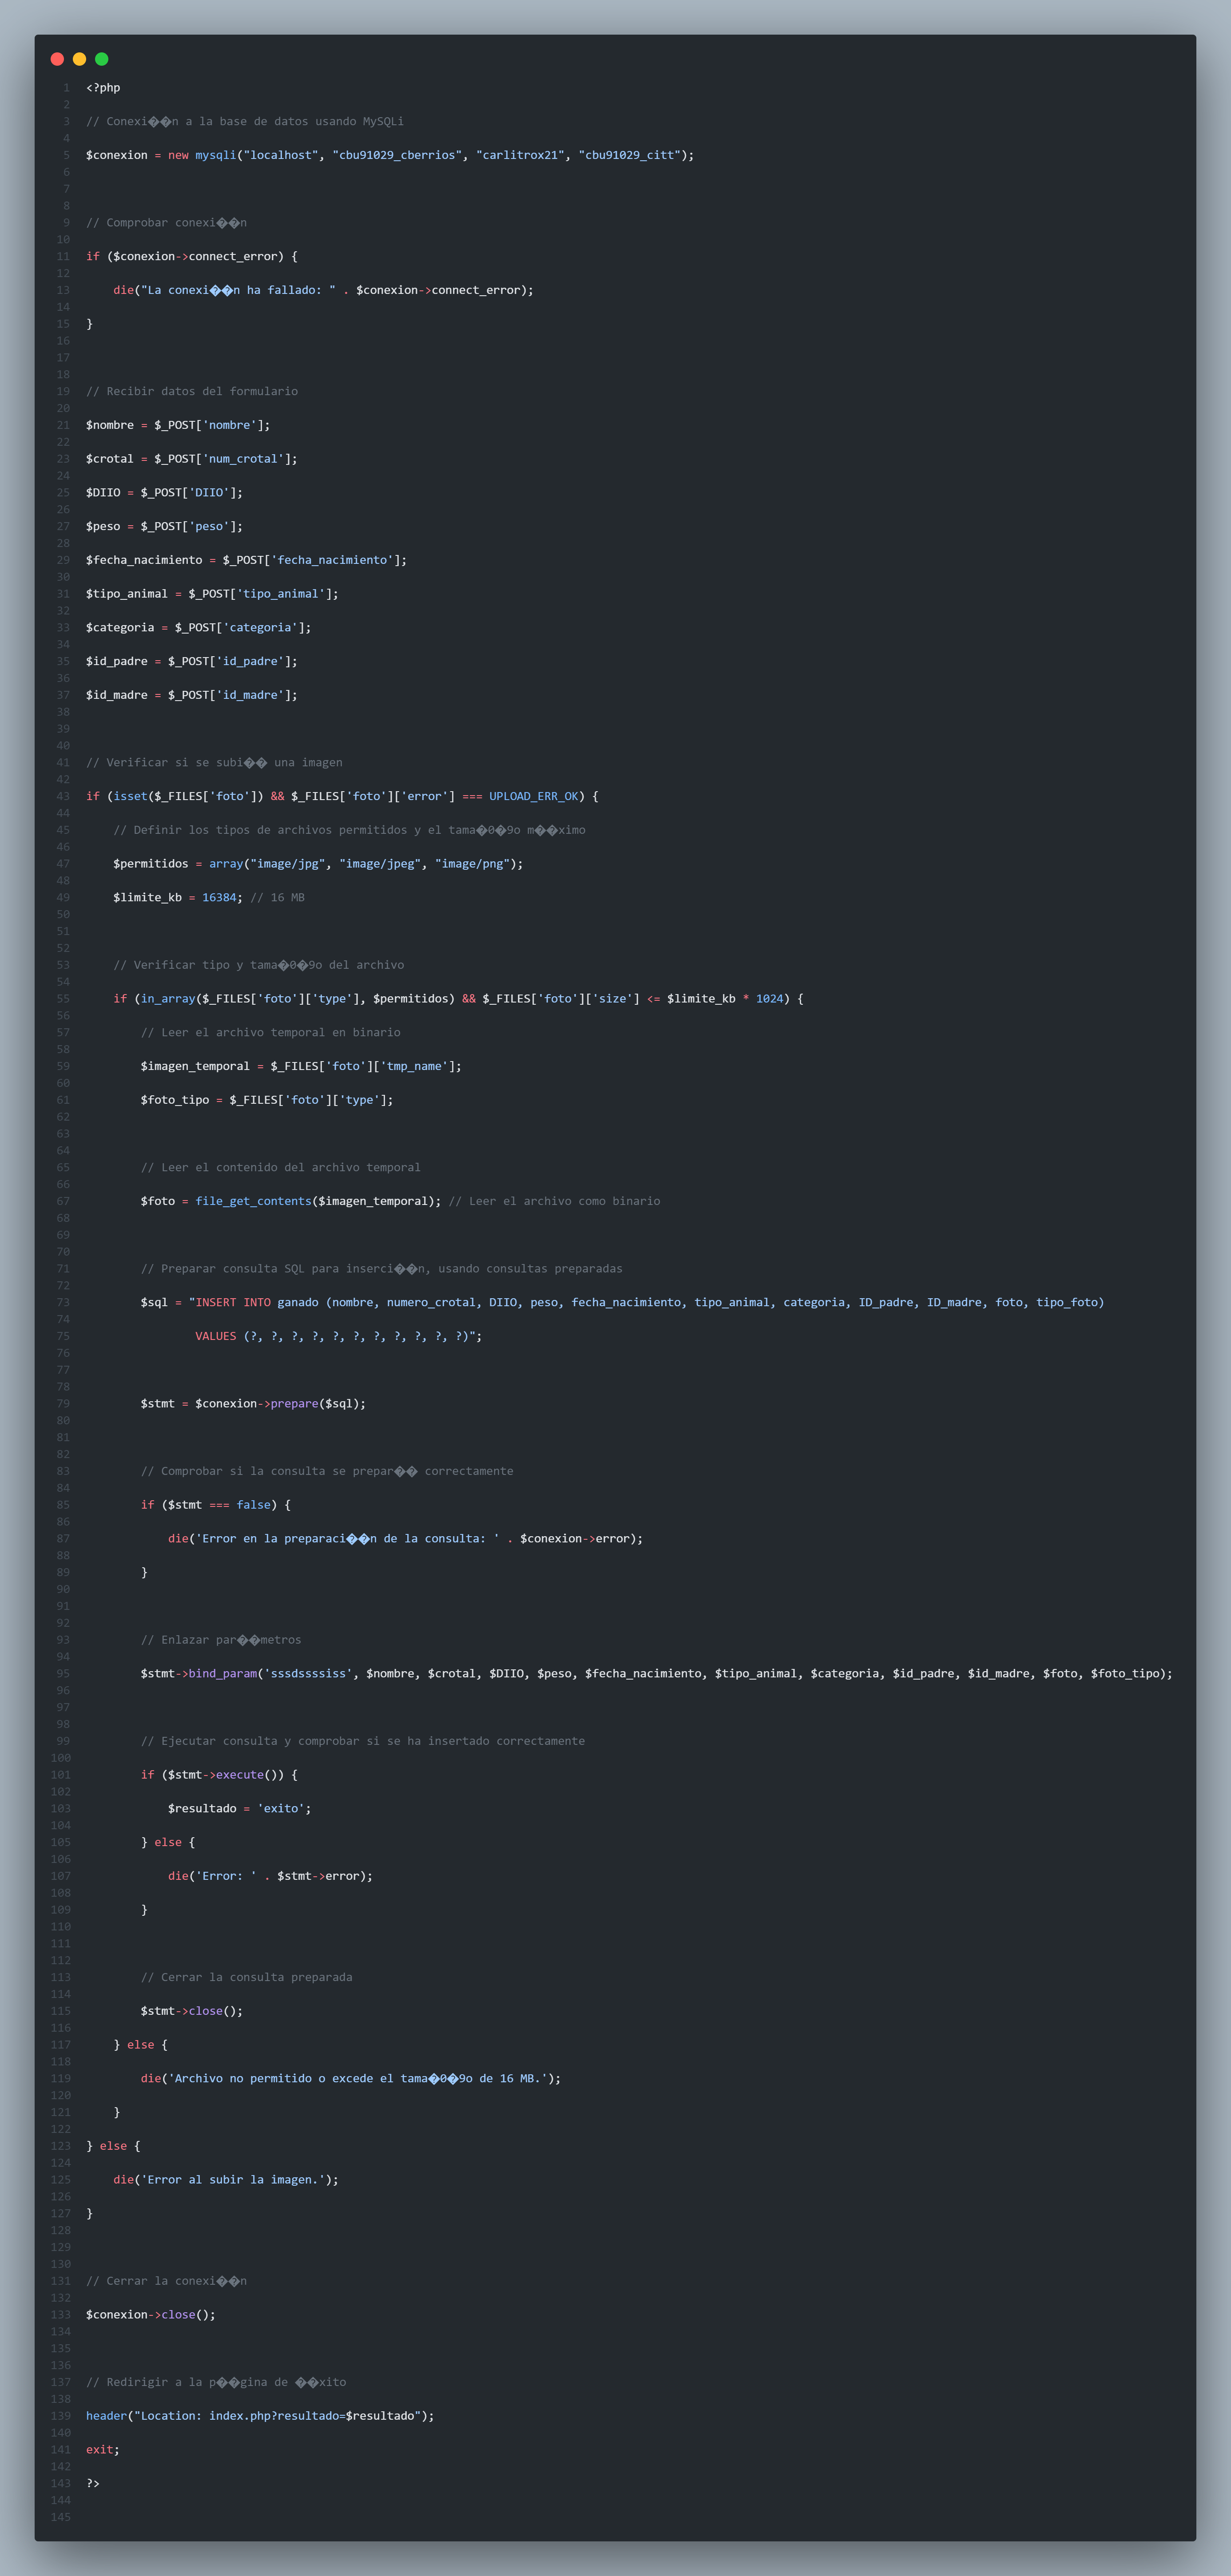 1 <?php
2
3 // Conexi��n a la base de datos usando MySQLi
4
5 $conexion = new mysqli("localhost", "cbu91029_cberrios", "carlitrox21", "cbu91029_citt");
6
7
8
9 // Comprobar conexi��n
10
11 if ($conexion->connect_error) {
12
13     die("La conexi��n ha fallado: " . $conexion->connect_error);
14
15 }
16
17
18
19 // Recibir datos del formulario
20
21 $nombre = $_POST['nombre'];
22
23 $crotal = $_POST['num_crotal'];
24
25 $DIIO = $_POST['DIIO'];
26
27 $peso = $_POST['peso'];
28
29 $fecha_nacimiento = $_POST['fecha_nacimiento'];
30
31 $tipo_animal = $_POST['tipo_animal'];
32
33 $categoria = $_POST['categoria'];
34
35 $id_padre = $_POST['id_padre'];
36
37 $id_madre = $_POST['id_madre'];
38
39
40
41 // Verificar si se subi�� una imagen
42
43 if (isset($_FILES['foto']) && $_FILES['foto']['error'] === UPLOAD_ERR_OK) {
44
45     // Definir los tipos de archivos permitidos y el tama�0�9o m��ximo
46
47     $permitidos = array("image/jpg", "image/jpeg", "image/png");
48
49     $limite_kb = 16384; // 16 MB
50
51
52
53     // Verificar tipo y tama�0�9o del archivo
54
55     if (in_array($_FILES['foto']['type'], $permitidos) && $_FILES['foto']['size'] <= $limite_kb * 1024) {
56
57         // Leer el archivo temporal en binario
58
59         $imagen_temporal = $_FILES['foto']['tmp_name'];
60
61         $foto_tipo = $_FILES['foto']['type'];
62
63
64
65         // Leer el contenido del archivo temporal
66
67         $foto = file_get_contents($imagen_temporal); // Leer el archivo como binario
68
69
70
71         // Preparar consulta SQL para inserci��n, usando consultas preparadas
72
73         $sql = "INSERT INTO ganado (nombre, numero_crotal, DIIO, peso, fecha_nacimiento, tipo_animal, categoria, ID_padre, ID_madre, foto, tipo_foto)
74
75                 VALUES (?, ?, ?, ?, ?, ?, ?, ?, ?, ?, ?)";
76
77
78
79         $stmt = $conexion->prepare($sql);
80
81
82
83         // Comprobar si la consulta se prepar�� correctamente
84
85         if ($stmt === false) {
86
87             die('Error en la preparaci��n de la consulta: ' . $conexion->error);
88
89         }
90
91
92
93         // Enlazar par��metros
94
95         $stmt->bind_param('sssdssssiss', $nombre, $crotal, $DIIO, $peso, $fecha_nacimiento, $tipo_animal, $categoria, $id_padre, $id_madre, $foto, $foto_tipo);
96
97
98
99         // Ejecutar consulta y comprobar si se ha insertado correctamente
100
101         if ($stmt->execute()) {
102
103             $resultado = 'exito';
104
105         } else {
106
107             die('Error: ' . $stmt->error);
108
109         }
110
111
112
113         // Cerrar la consulta preparada
114
115         $stmt->close();
116
117     } else {
118
119         die('Archivo no permitido o excede el tama�0�9o de 16 MB.');
120
121     }
122
123 } else {
124
125     die('Error al subir la imagen.');
126
127 }
128
129
130
131 // Cerrar la conexi��n
132
133 $conexion->close();
134
135
136
137 // Redirigir a la p��gina de ��xito
138
139 header("Location: index.php?resultado=$resultado");
140
141 exit;
142
143 ?>
144
145